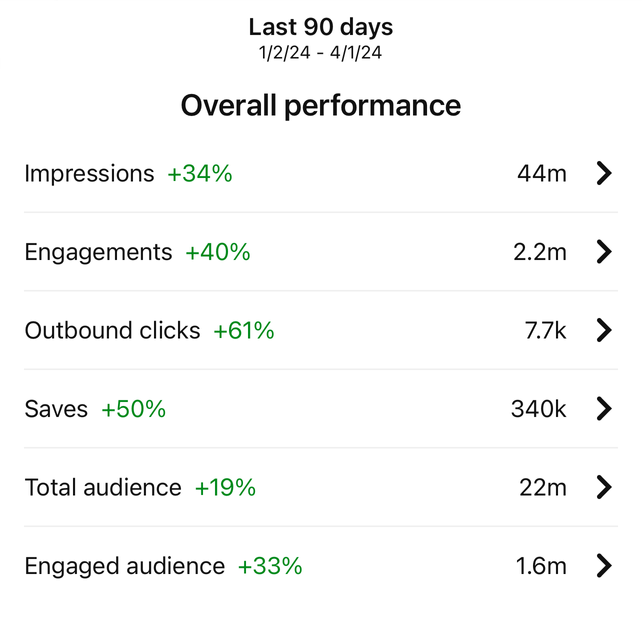 Last 90 days
1/2/24 - 4/1/24
Overall performance
Impressions +34% 44m
Engagements +40% 2.2m
Outbound clicks +61% 7.7k
Saves +50% 340k
Total audience +19% 22m
Engaged audience +33% 1.6m